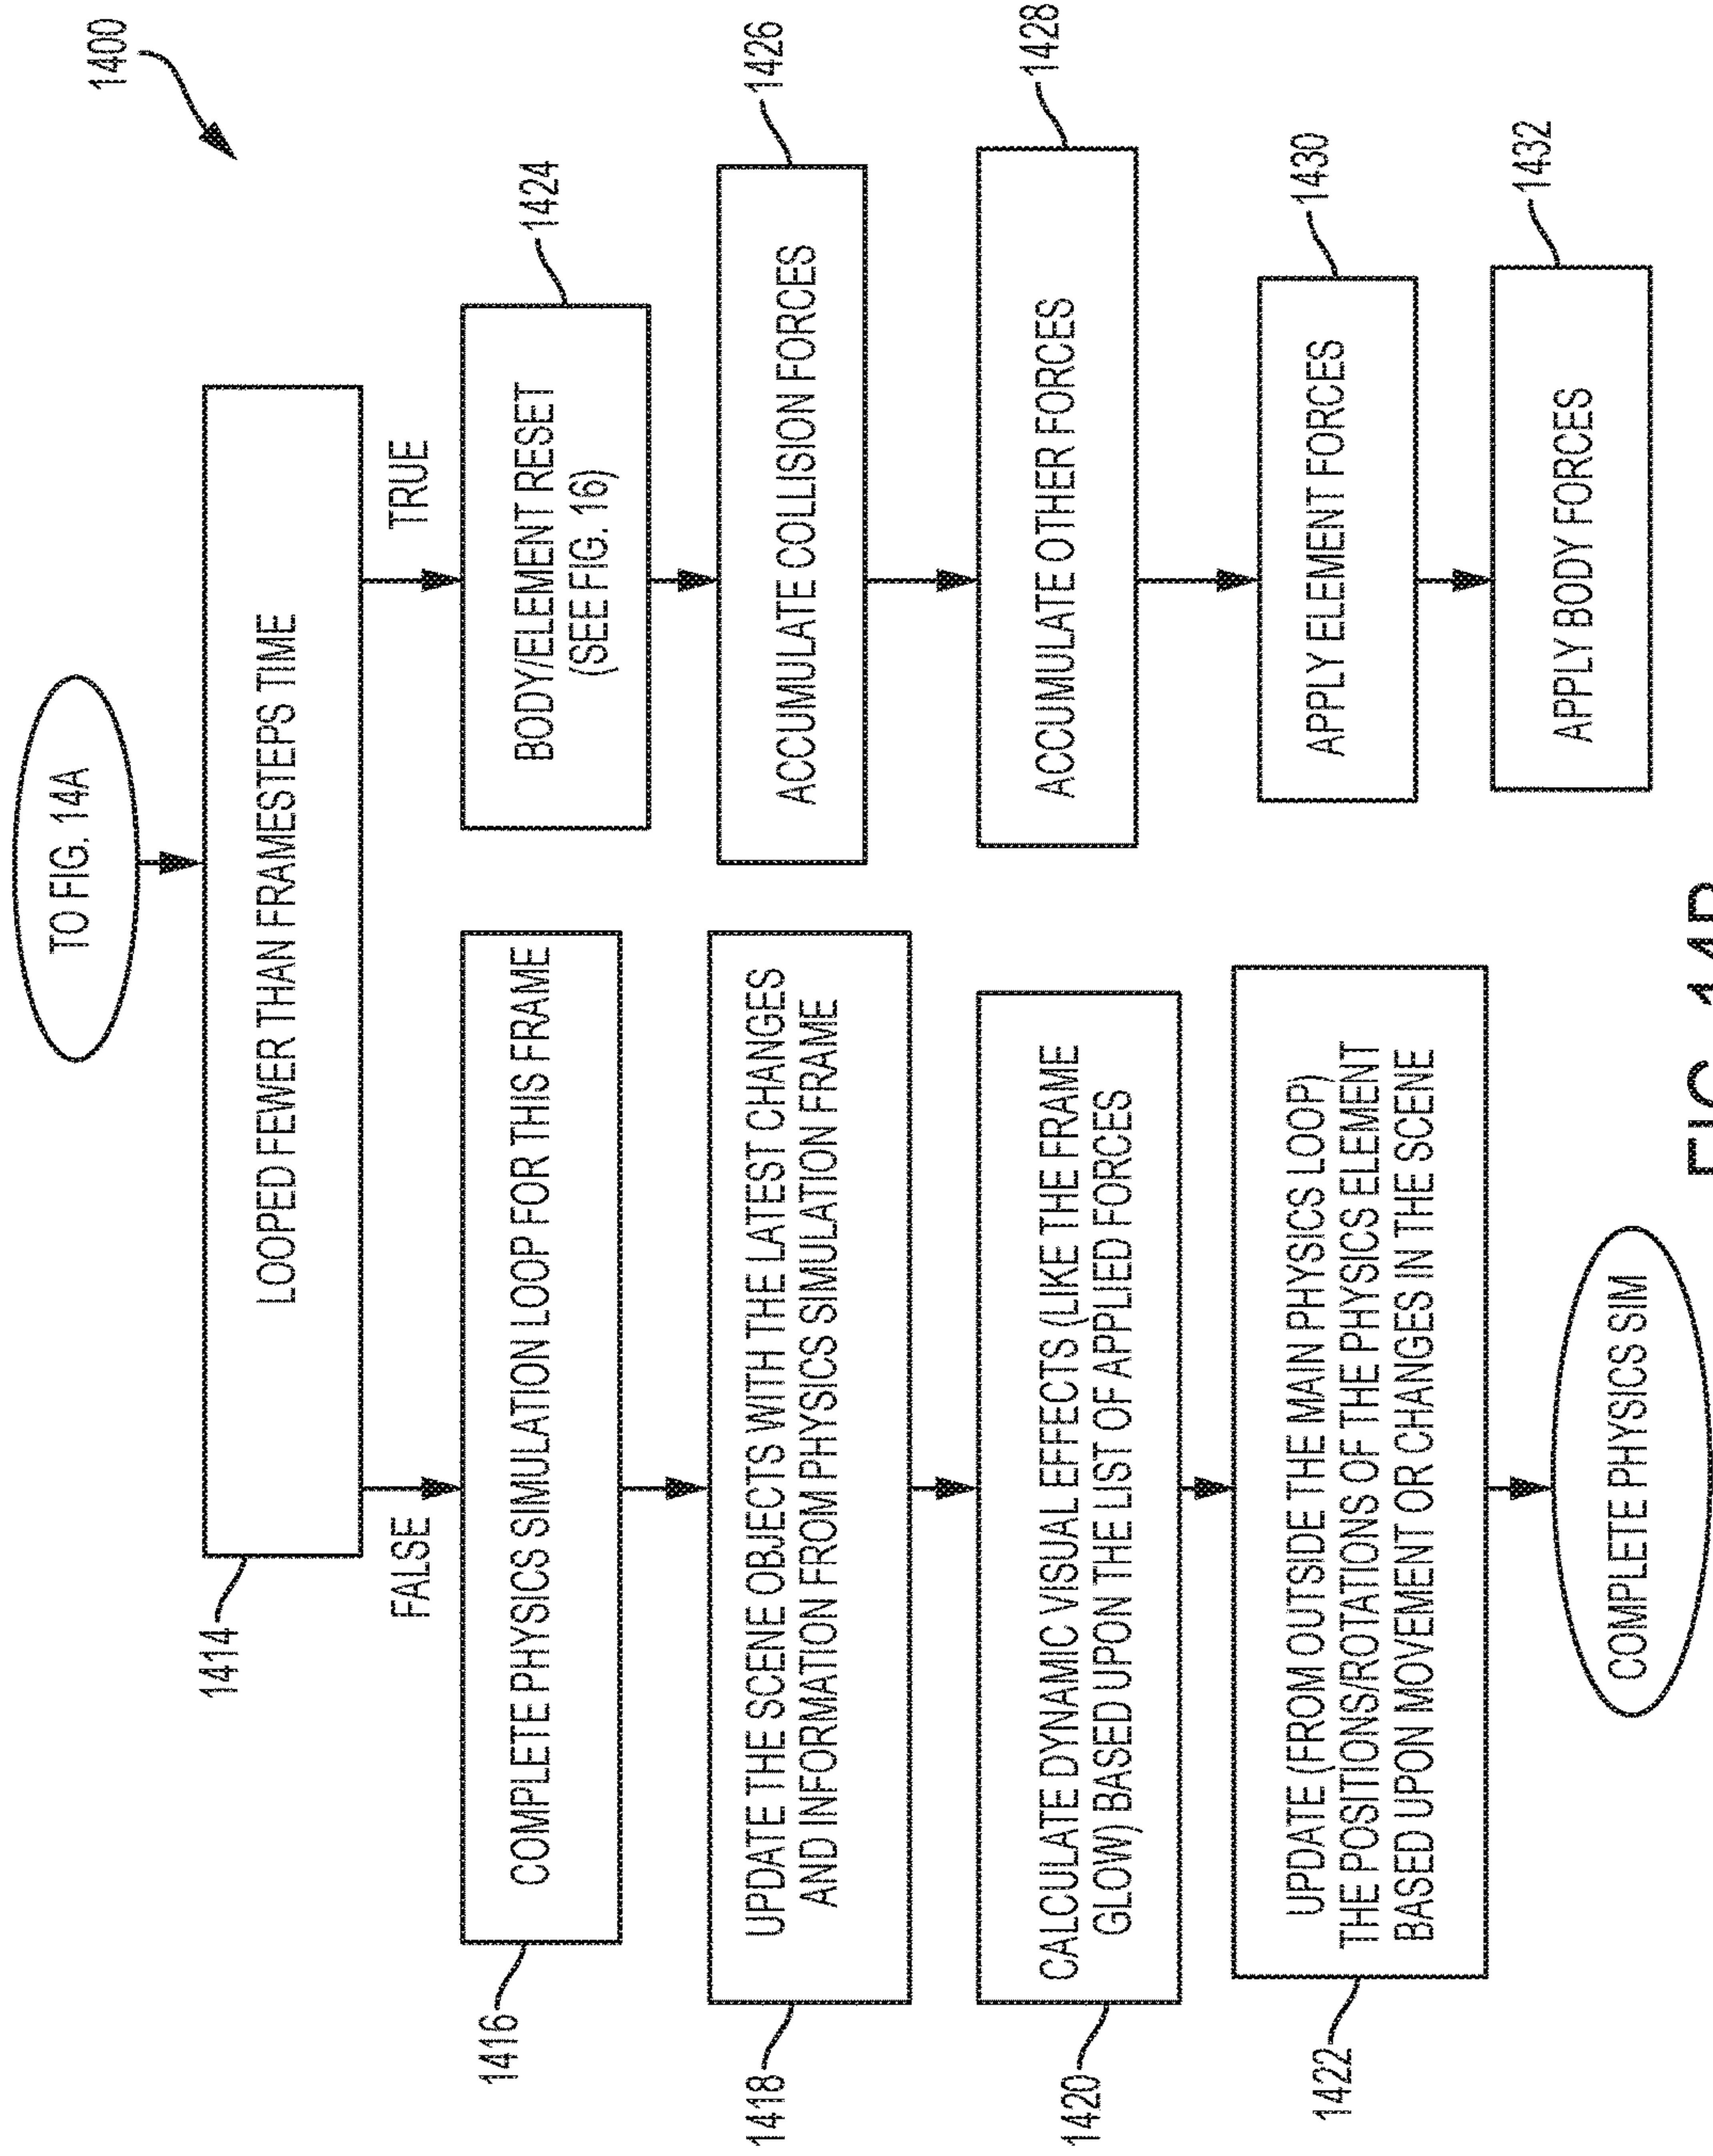 1400
TO FIG. 14A
LOOPED FEWER THAN FRAMESTEPS TIME
1414
FALSE
TRUE
COMPLETE PHYSICS SIMULATION LOOP FOR THIS FRAME
1416
UPDATE THE SCENE OBJECTS WITH THE LATEST CHANGES
AND INFORMATION FROM PHYSICS SIMULATION FRAME
1418
CALCULATE DYNAMIC VISUAL EFFECTS (LIKE THE FRAME
GLOW) BASED UPON THE LIST OF APPLIED FORCES
1420
UPDATE (FROM OUTSIDE THE MAIN PHYSICS LOOP)
THE POSITIONS/ROTATIONS OF THE PHYSICS ELEMENT
BASED UPON MOVEMENT OR CHANGES IN THE SCENE
1422
COMPLETE PHYSICS SIM
BODY/ELEMENT RESET
(SEE FIG. 16)
1424
ACCUMULATE COLLISION FORCES
1426
ACCUMULATE OTHER FORCES
1428
APPLY ELEMENT FORCES
1430
APPLY BODY FORCES
1432